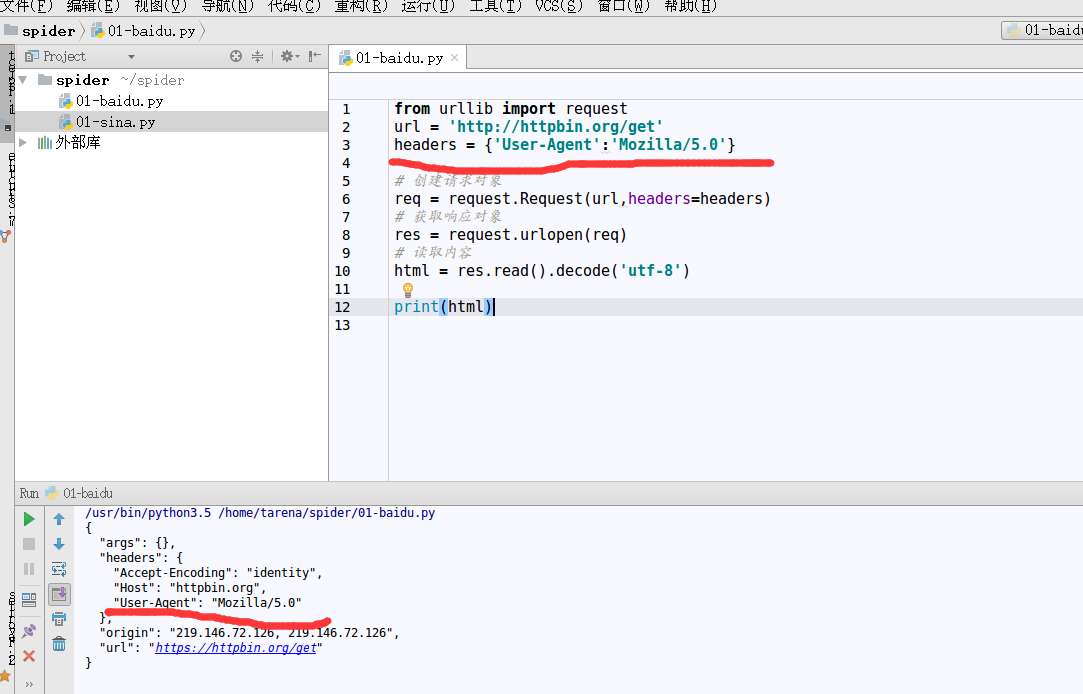 文件(F) 编辑(E) 视图(V) 导航(N) 代码(C) 重构(R) 运行(U) 工具(T) VCS(S) 窗口(W) 帮助(H)
spider 01-baidu.py
01-baidu
Project
01-baidu.py
spider ~/spider
01-baidu.py
01-sina.py
外部库
1 from urllib import request
2 url = 'http://httpbin.org/get'
3 headers = {'User-Agent':'Mozilla/5.0'}
4
5 # 创建请求对象
6 req = request.Request(url,headers=headers)
7 # 获取响应对象
8 res = request.urlopen(req)
9 # 读取内容
10 html = res.read().decode('utf-8')
11
12 print(html)
13
Run 01-baidu
/usr/bin/python3.5 /home/tarena/spider/01-baidu.py
{
"args": {},
"headers": {
"Accept-Encoding": "identity",
"Host": "httpbin.org",
"User-Agent": "Mozilla/5.0"
},
"origin": "219.146.72.126, 219.146.72.126",
"url": "https://httpbin.org/get"
}